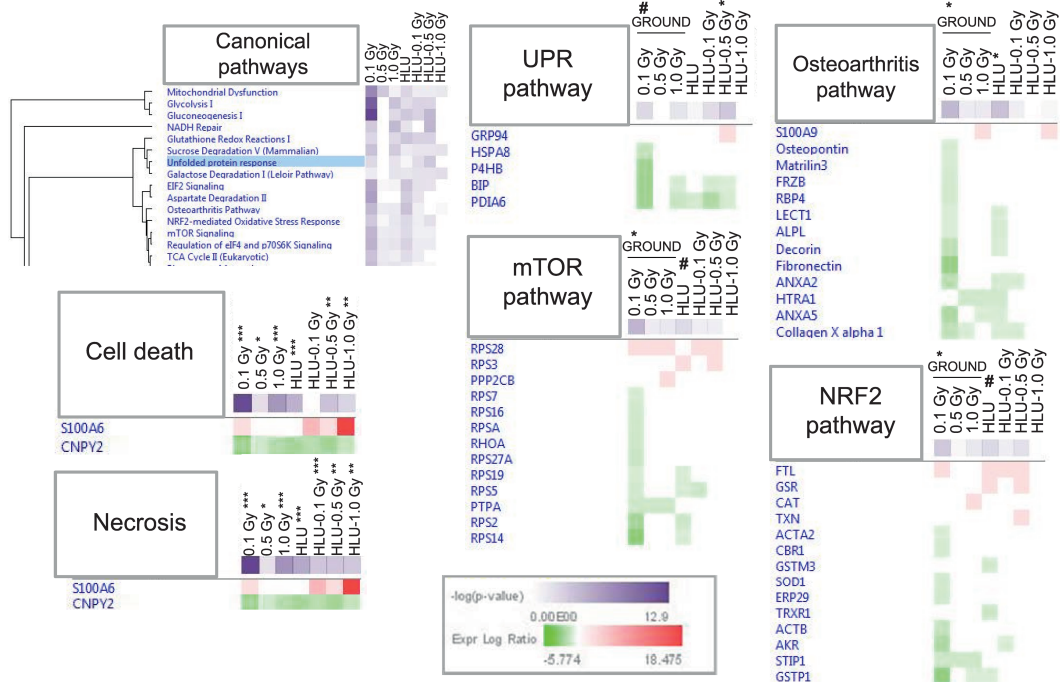 Canonical
pathways
0.1 Gy
0.5 Gy
1.0 Gy
HLU
HLU-0.1 Gy
HLU-0.5 Gy
HLU-1.0 Gy
Mitochondrial Dysfunction
Glycolysis I
Gluconeogenesis I
NADH Repair
Glutathione Redox Reactions I
Sucrose Degradation V (Mammalian)
Unfolded protein response
Galactose Degradation I (Leloir Pathway)
EIF2 Signaling
Aspartate Degradation II
Osteoarthritis Pathway
NRF2-mediated Oxidative Stress Response
mTOR Signaling
Regulation of eIF4 and p70S6K Signaling
TCA Cycle II (Eukaryotic)
Cell death
0.1 Gy ***
0.5 Gy *
1.0 Gy ***
HLU ***
HLU-0.1 Gy
HLU-0.5 Gy **
HLU-1.0 Gy **
S100A6
CNPY2
Necrosis
0.1 Gy ***
0.5 Gy *
1.0 Gy ***
HLU ***
HLU-0.1 Gy ***
HLU-0.5 Gy **
HLU-1.0 Gy **
S100A6
CNPY2
UPR
pathway
#
GROUND
0.1 Gy
0.5 Gy
1.0 Gy
HLU
HLU-0.1 Gy
HLU-0.5 Gy *
HLU-1.0 Gy
GRP94
HSPA8
P4HB
BIP
PDIA6
mTOR
pathway
*
GROUND
0.1 Gy
0.5 Gy
1.0 Gy
HLU #
HLU-0.1 Gy
HLU-0.5 Gy
HLU-1.0 Gy
RPS28
RPS3
PPP2CB
RPS7
RPS16
RPSA
RHOA
RPS27A
RPS19
RPS5
PTPA
RPS2
RPS14
-log(p-value)
0.00E00 12.9
Expr Log Ratio
-5.774 18.475
Osteoarthritis
pathway
*
GROUND
0.1 Gy
0.5 Gy
1.0 Gy
HLU *
HLU-0.1 Gy
HLU-0.5 Gy
HLU-1.0 Gy
S100A9
Osteopontin
Matrilin3
FRZB
RBP4
LECT1
ALPL
Decorin
Fibronectin
ANXA2
HTRA1
ANXA5
Collagen X alpha 1
NRF2
pathway
*
GROUND
0.1 Gy
0.5 Gy
1.0 Gy
HLU #
HLU-0.1 Gy
HLU-0.5 Gy
HLU-1.0 Gy
FTL
GSR
CAT
TXN
ACTA2
CBR1
GSTM3
SOD1
ERP29
TRXR1
ACTB
AKR
STIP1
GSTP1